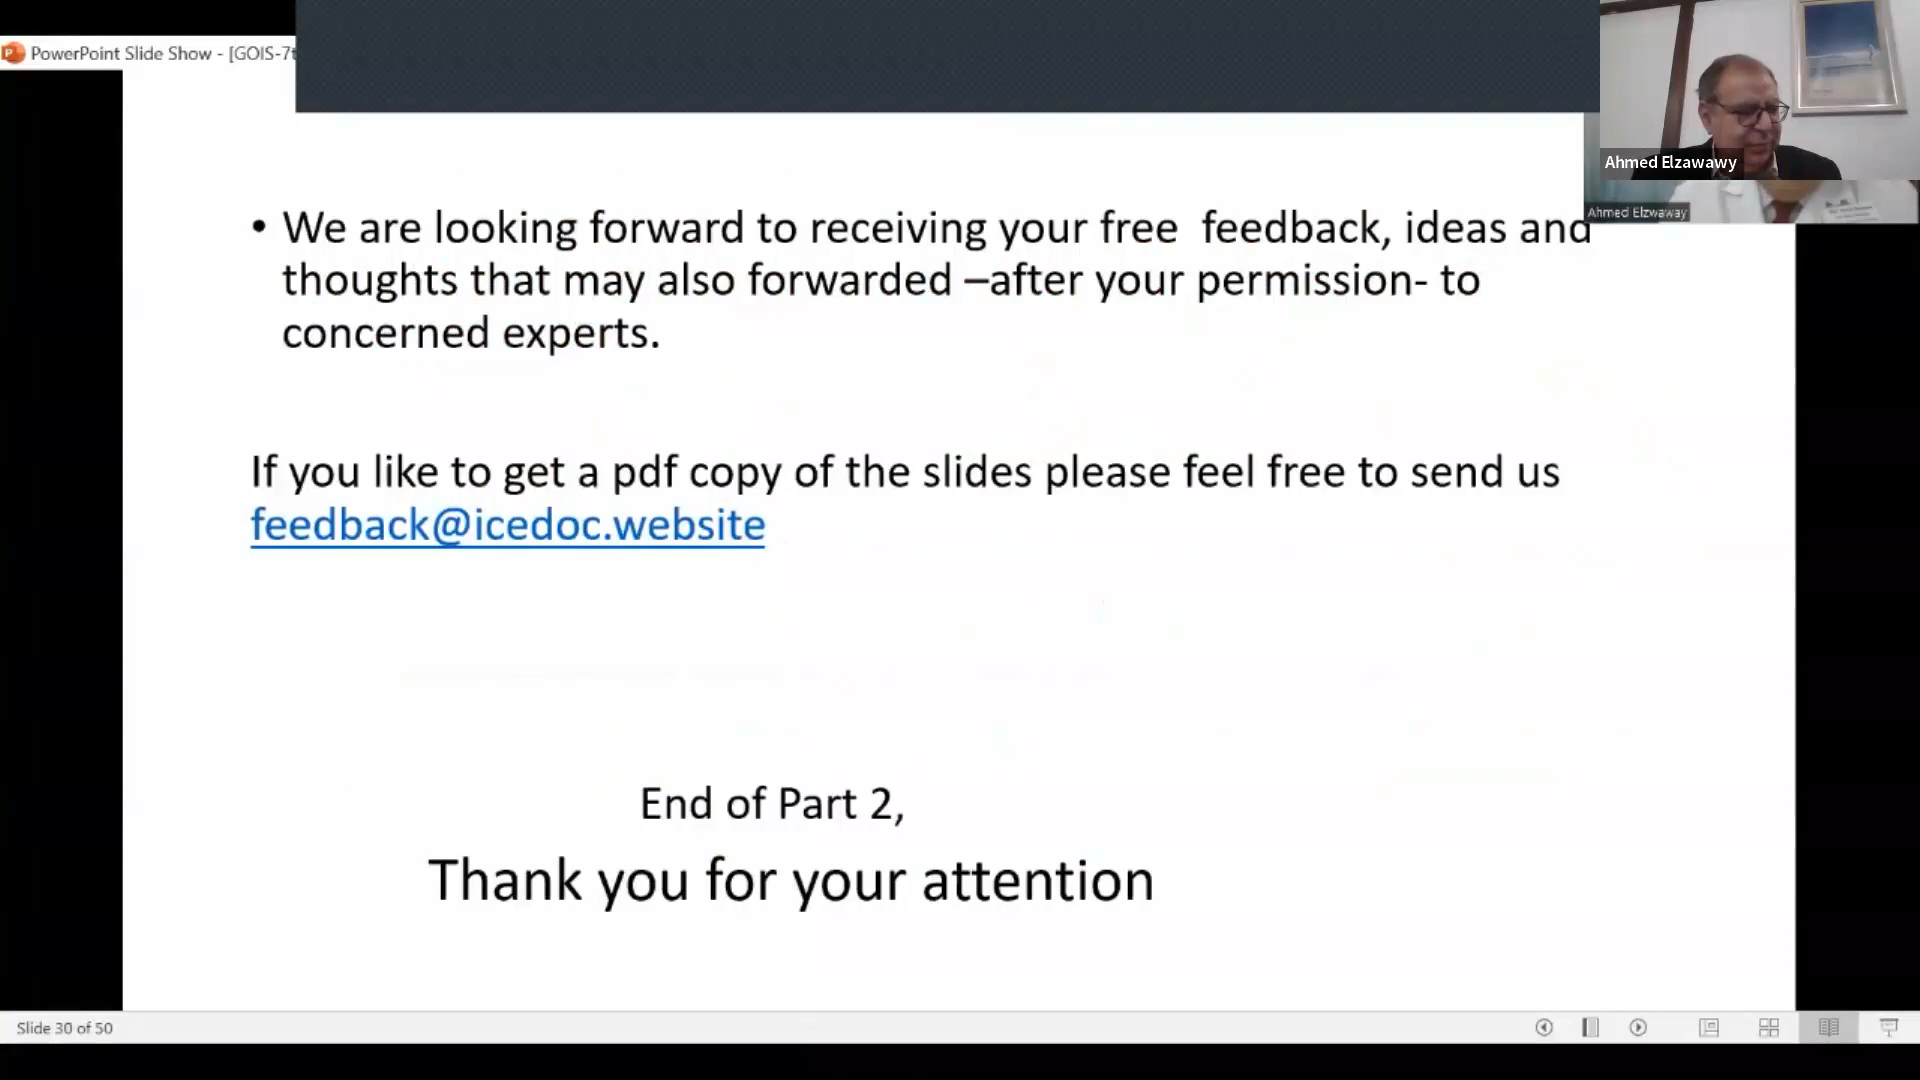 PowerPoint Slide Show - [GOIS-7t
Ahmed Elzawawy
Ahmed Elzwaway
• We are looking forward to receiving your free  feedback, ideas and
thoughts that may also forwarded –after your permission- to
concerned experts.
If you like to get a pdf copy of the slides please feel free to send us
feedback@icedoc.website
End of Part 2,
Thank you for your attention
Slide 30 of 50